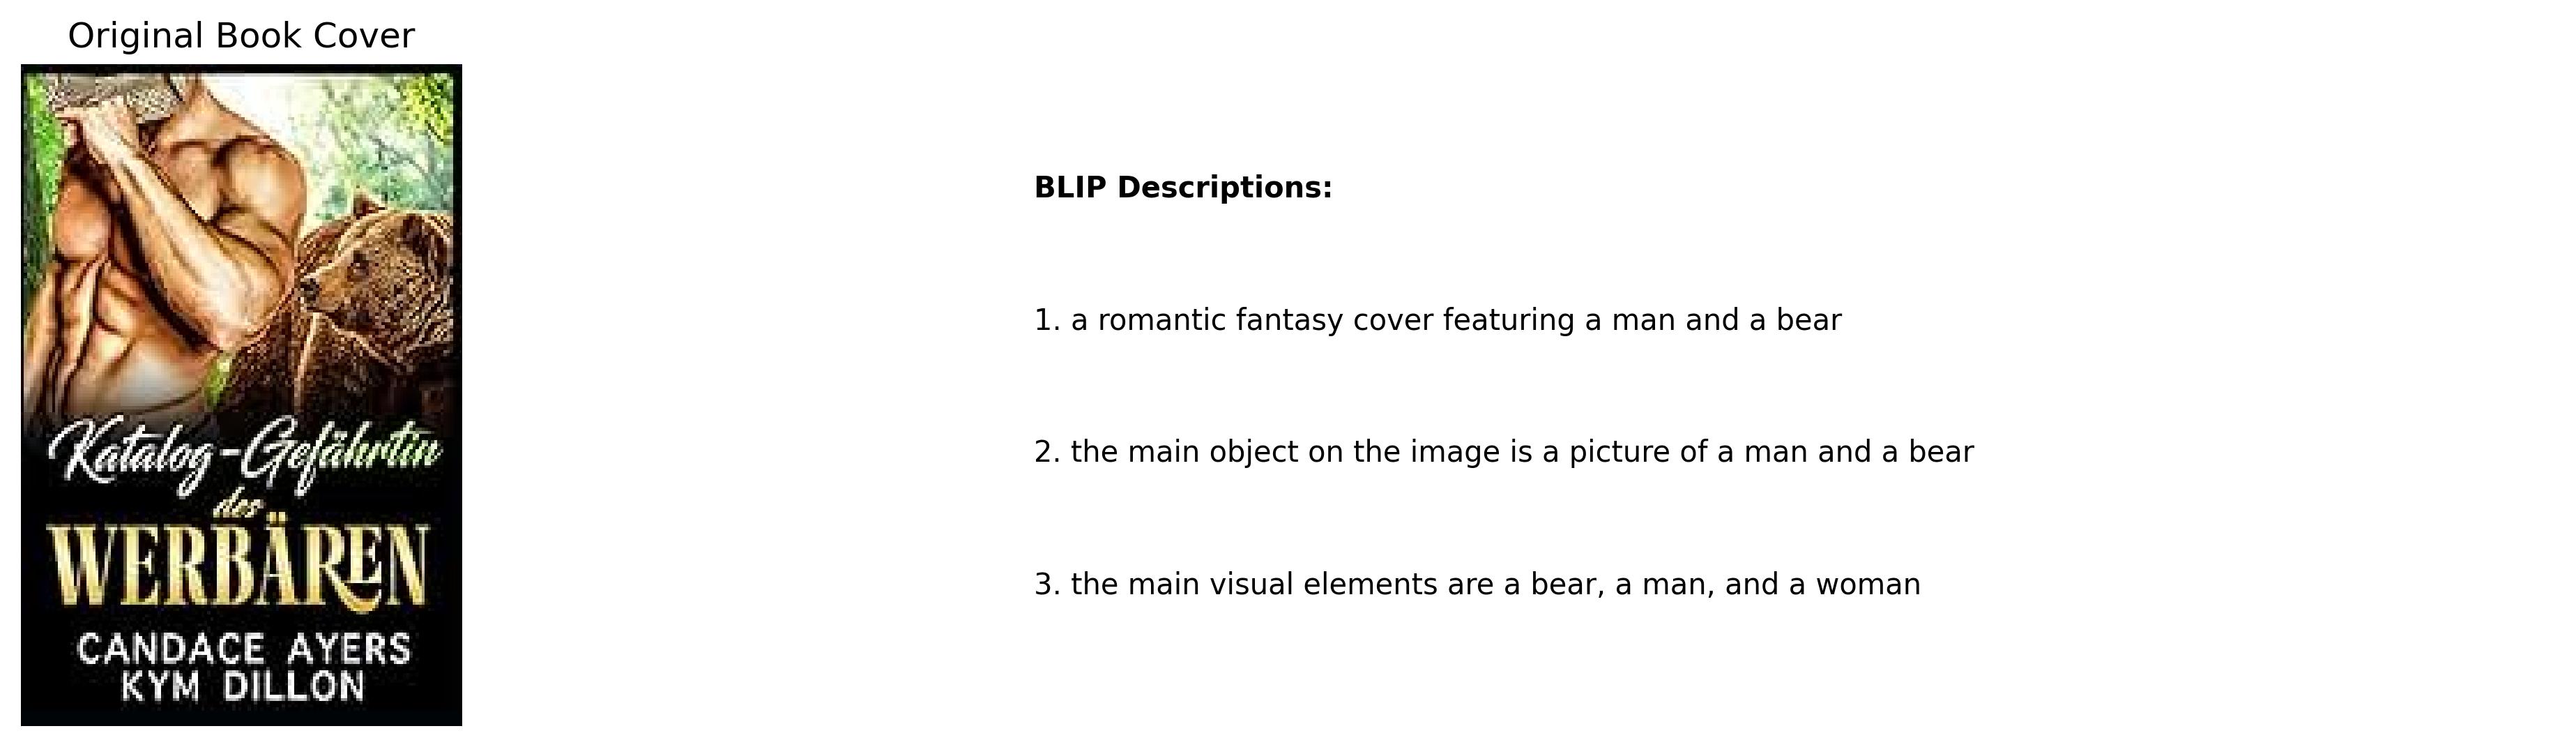 Original Book Cover
Katalog-Gefährtin
des
WERBÄREN
CANDACE AYERS
KYM DILLON
BLIP Descriptions:
1. a romantic fantasy cover featuring a man and a bear
2. the main object on the image is a picture of a man and a bear
3. the main visual elements are a bear, a man, and a woman